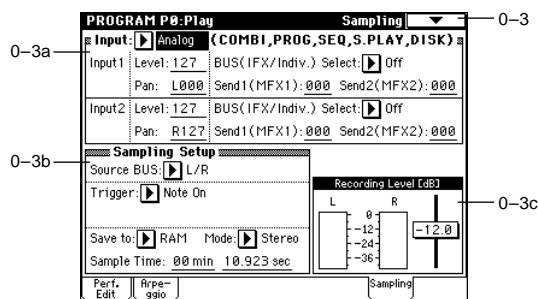 PROGRAM P0:Play Sampling
0–3
0–3a
Input: Analog (COMBI,PROG,SEQ,S.PLAY,DISK)
Input1 Level: 127 BUS(IFX/Indiv.) Select: Off
Pan: L000 Send1(MFX1): 000 Send2(MFX2): 000
Input2 Level: 127 BUS(IFX/Indiv.) Select: Off
Pan: R127 Send1(MFX1): 000 Send2(MFX2): 000
0–3b
Sampling Setup
Source BUS: L/R
Trigger: Note On
Save to: RAM Mode: Stereo
Sample Time: 00 min 10.923 sec
Recording Level [dB]
L R
0-
-12-
-24-
-36-
-12.0
0–3c
Perf. Edit
Arpe-ggio
Sampling